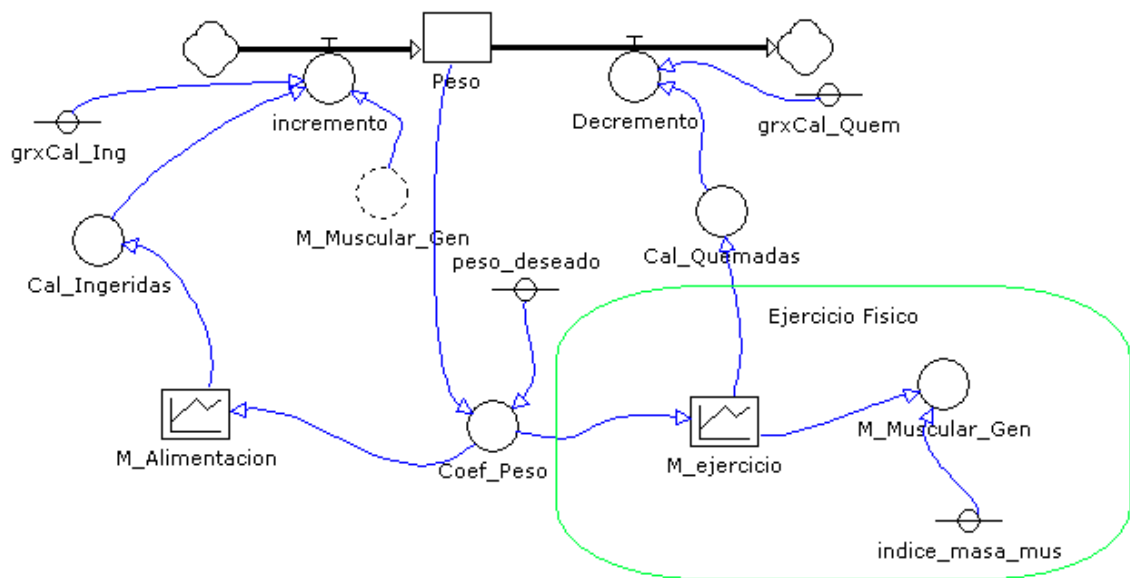 Peso
incremento
Decremento
grxCal_Quem
grxCal_Ing
M_Muscular_Gen
Cal_Quemadas
peso_deseado
Cal_Ingeridas
Ejercicio Fisico
M_Muscular_Gen
M_Alimentacion
Coef_Peso
M_ejercicio
indice_masa_mus